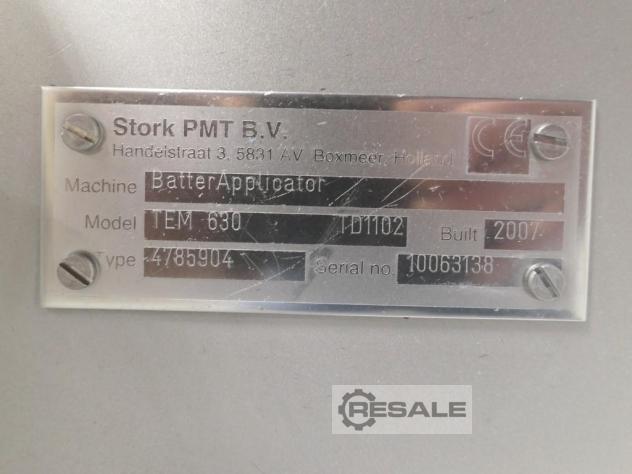 Stork PMT B.V.
Handelstraat 3, 5831 AV Boxmeer, Holland CE
Machine BatterApplicator
Model TEM 630 TD1102 Built 2007
Type 4785904 Serial no. 10063138
RESALE